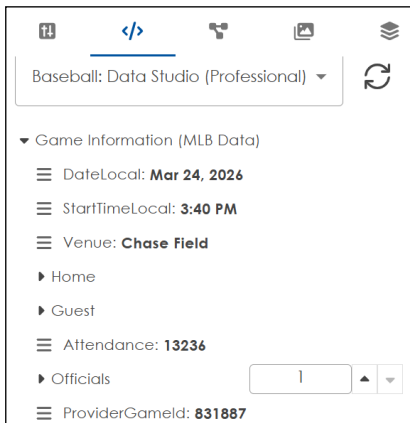 </>
Baseball: Data Studio (Professional)
Game Information (MLB Data)
DateLocal: Mar 24, 2026
StartTimeLocal: 3:40 PM
Venue: Chase Field
Home
Guest
Attendance: 13236
Officials 1
ProviderGameId: 831887